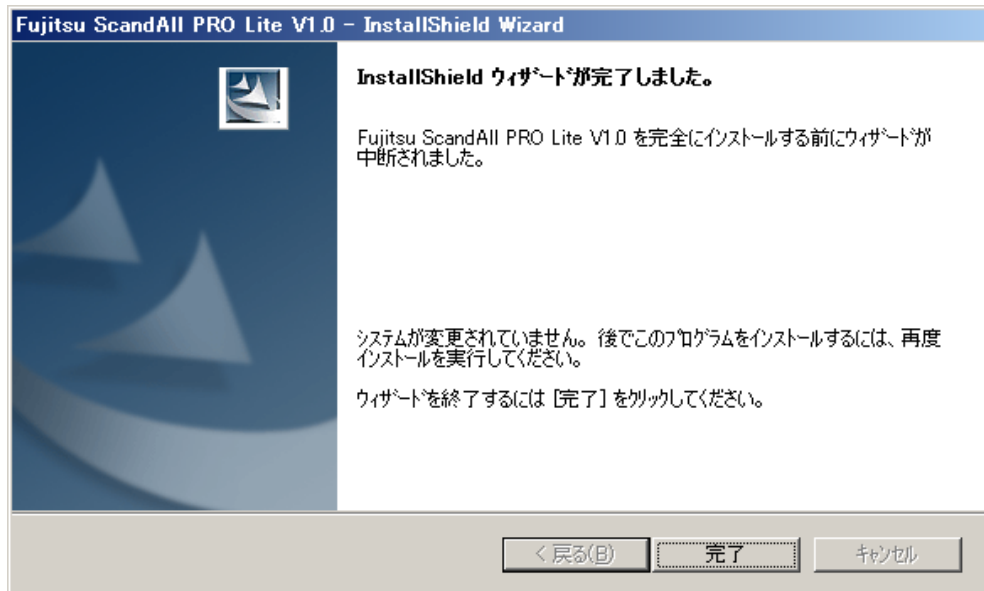 Fujitsu ScandAll PRO Lite V1.0 - InstallShield Wizard
InstallShield ウィザードが完了しました。
Fujitsu ScandAll PRO Lite V1.0 を完全にインストールする前にウィザードが
中断されました。
システムが変更されていません。後でこのプログラムをインストールするには、再度
インストールを実行してください。
ウィザードを終了するには [完了] をクリックしてください。
< 戻る(B)
完了
キャンセル